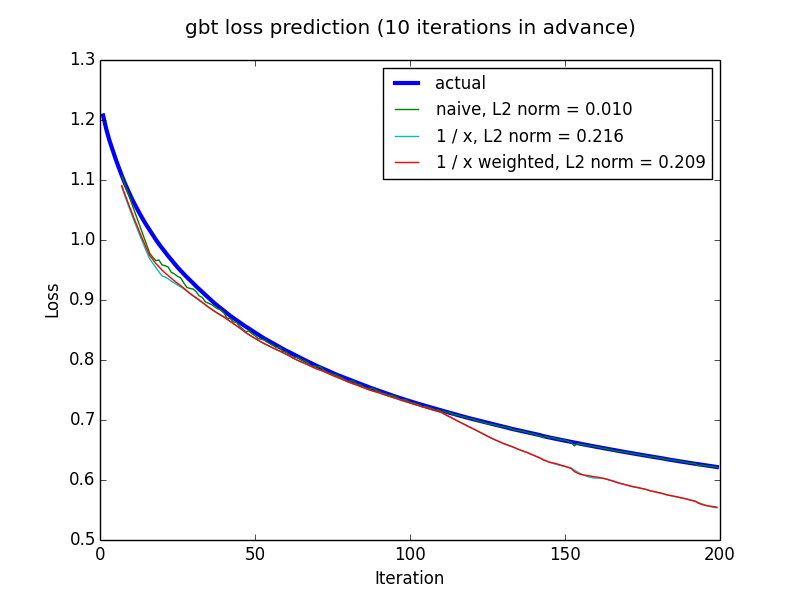 gbt loss prediction (10 iterations in advance)
1.3
1.2
1.1
1.0
0.9
0.8
0.7
0.6
0.5
Loss
actual
naive, L2 norm = 0.010
1 / x, L2 norm = 0.216
1 / x weighted, L2 norm = 0.209
0
50
100
150
200
Iteration